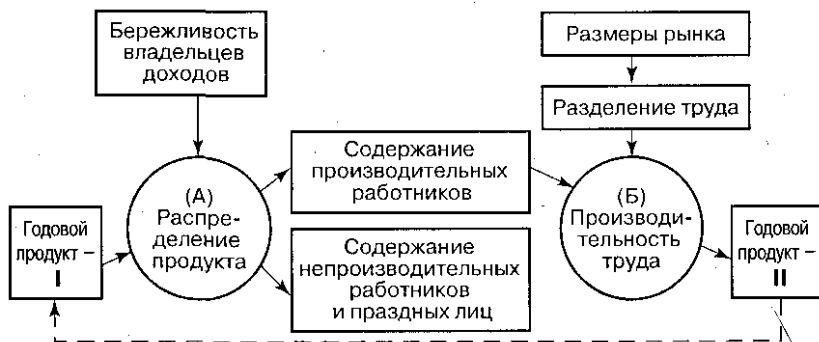 Бережливость
владельцев
доходов
Размеры рынка
Разделение труда
Содержание
производительных
работников
(А)
Распре-
деление
продукта
(Б)
Производи-
тельность
труда
Годовой
продукт –
I
Содержание
непроизводительных
работников
и праздных лиц
Годовой
продукт –
II